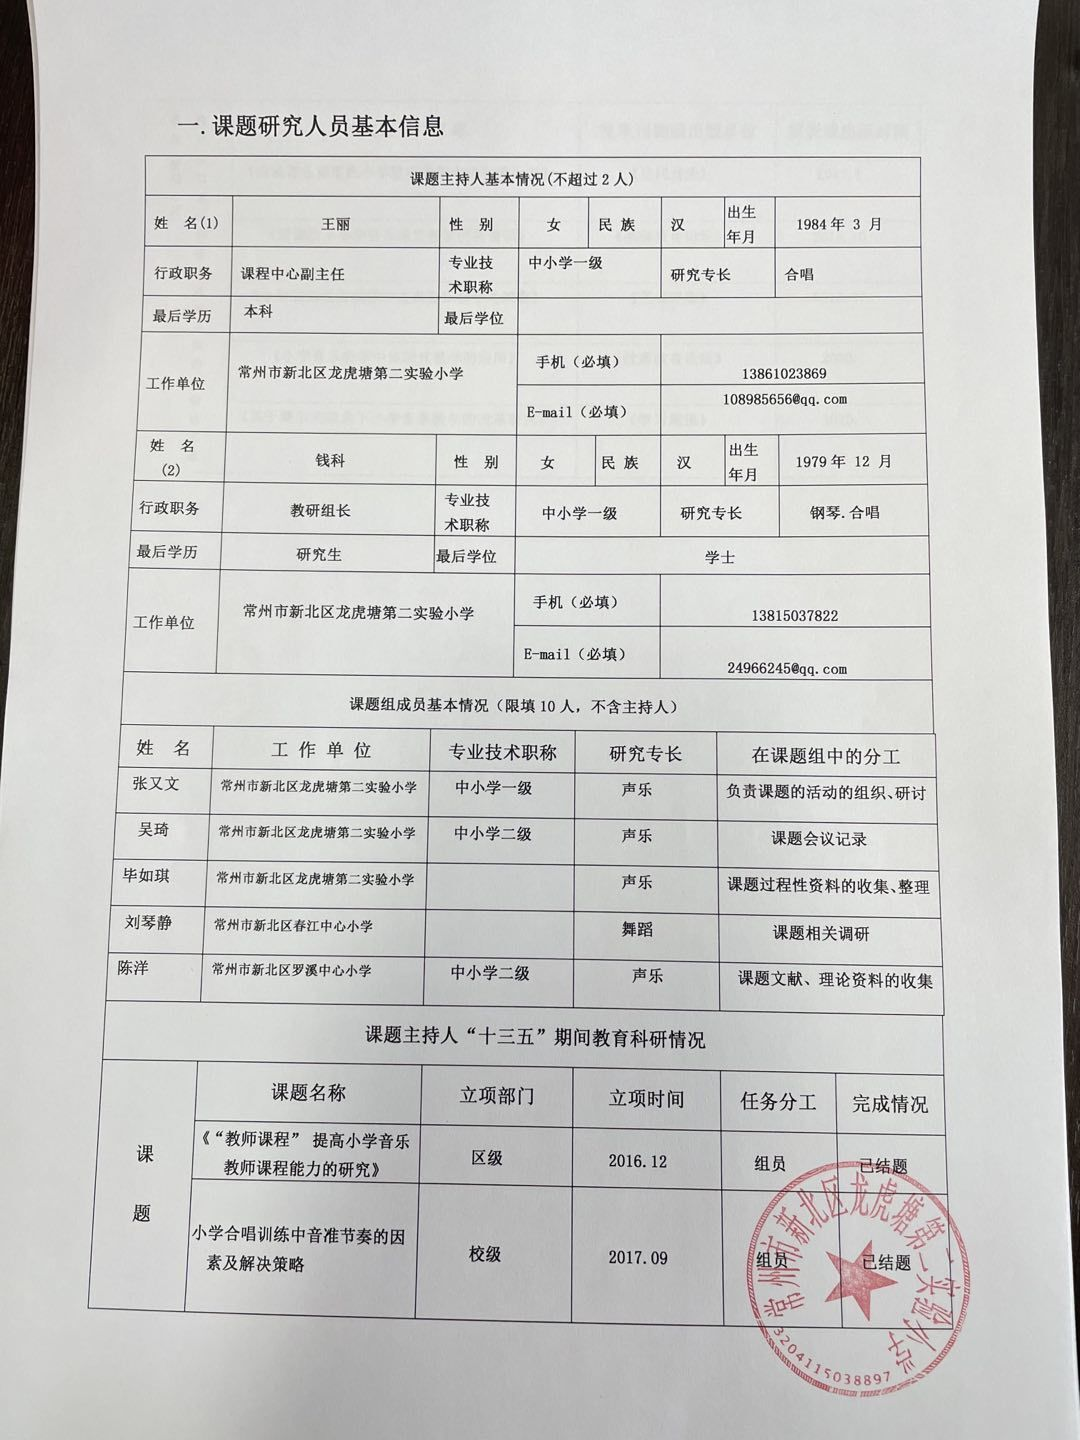 一.课题研究人员基本信息
课题主持人基本情况(不超过2人)
姓 名(1) 王丽 性 别 女 民 族 汉 出生年月 1984年 3 月
行政职务 课程中心副主任 专业技术职称 中小学一级 研究专长 合唱
最后学历 本科 最后学位
工作单位 常州市新北区龙虎塘第二实验小学 手机（必填） 13861023869
E-mail（必填） 108985656@qq.com
姓 名(2) 钱科 性 别 女 民 族 汉 出生年月 1979年 12 月
行政职务 教研组长 专业技术职称 中小学一级 研究专长 钢琴.合唱
最后学历 研究生 最后学位 学士
工作单位 常州市新北区龙虎塘第二实验小学 手机（必填） 13815037822
E-mail（必填） 24966245@qq.com
课题组成员基本情况（限填10人，不含主持人）
姓 名 工 作 单 位 专业技术职称 研究专长 在课题组中的分工
张又文 常州市新北区龙虎塘第二实验小学 中小学一级 声乐 负责课题的活动的组织、研讨
吴琦 常州市新北区龙虎塘第二实验小学 中小学二级 声乐 课题会议记录
毕如琪 常州市新北区龙虎塘第二实验小学 声乐 课题过程性资料的收集、整理
刘琴静 常州市新北区春江中心小学 舞蹈 课题相关调研
陈洋 常州市新北区罗溪中心小学 中小学二级 声乐 课题文献、理论资料的收集
课题主持人“十三五”期间教育科研情况
课题 课题名称 立项部门 立项时间 任务分工 完成情况
《“教师课程” 提高小学音乐
教师课程能力的研究》 区级 2016.12 组员 已结题
小学合唱训练中音准节奏的因
素及解决策略 校级 2017.09 组员 已结题
常州市新北区龙虎塘第二实验小学
3204115038897